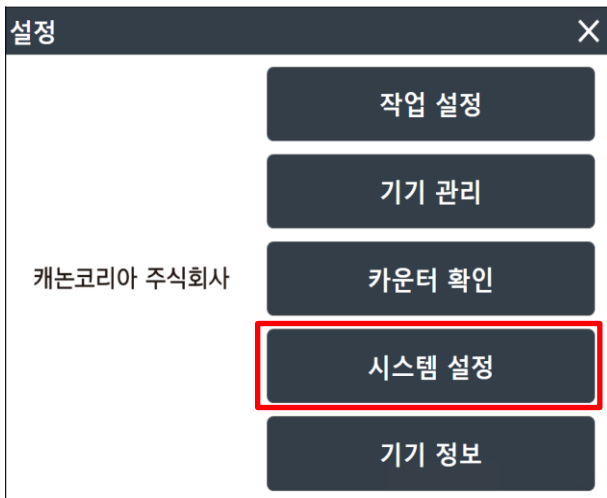 설정
작업 설정
기기 관리
캐논코리아 주식회사
카운터 확인
시스템 설정
기기 정보